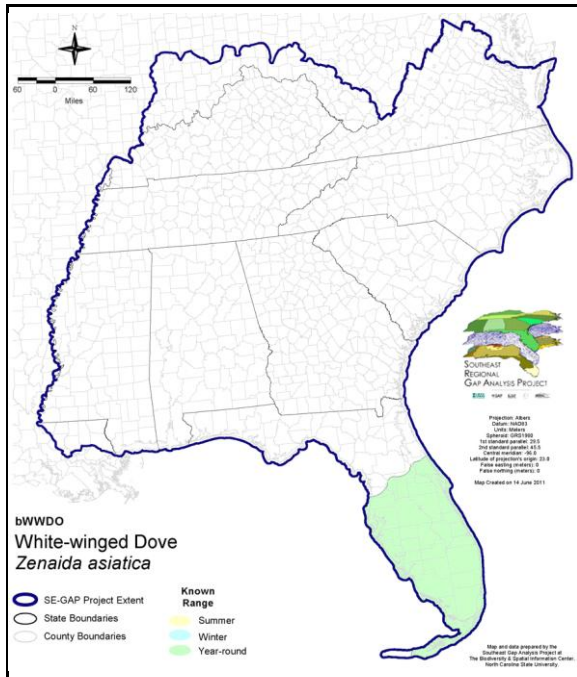 N
60 0 60 120
Miles
SOUTHEAST
REGIONAL
GAP ANALYSIS PROJECT
Projection: Albers
Datum: NAD83
Units: Meters
Spheroid: GRS1980
1st standard parallel: 29.5
2nd standard parallel: 45.5
Central meridian: -96.0
Latitude of projection's origin: 23.0
False easting (meters): 0
False northing (meters): 0
Map Created on 14 June 2011
bWWDO
White-winged Dove
Zenaida asiatica
SE-GAP Project Extent
State Boundaries
County Boundaries
Known
Range
Summer
Winter
Year-round
Map and data prepared by the
Southeast Gap Analysis Project at
The Biodiversity & Spatial Information Center,
North Carolina State University.